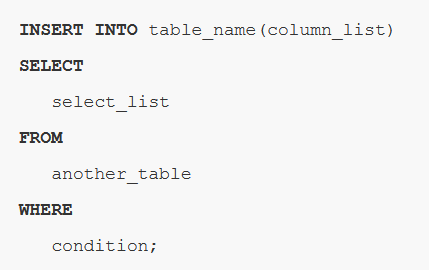 INSERT INTO table_name(column_list)
SELECT
select_list
FROM
another_table
WHERE
condition;